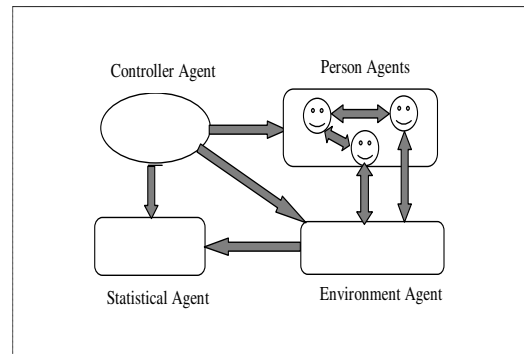 Controller Agent
Person Agents
Statistical Agent
Environment Agent